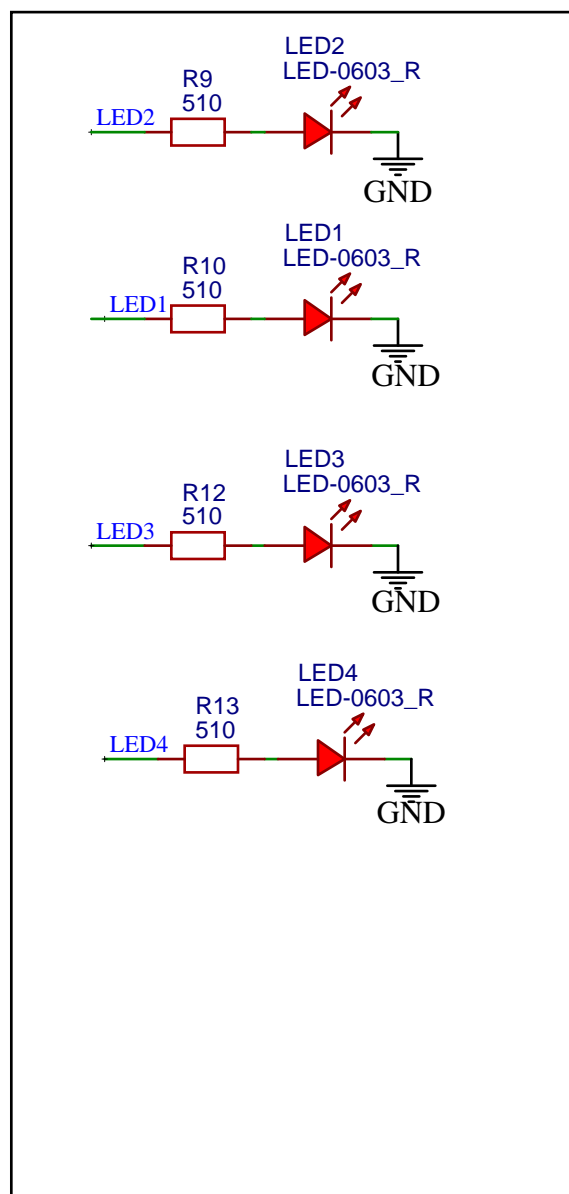 LED2
LED-0603_R
R9
510
LED2
GND
LED1
LED-0603_R
R10
510
LED1
GND
LED3
LED-0603_R
R12
510
LED3
GND
LED4
LED-0603_R
R13
510
LED4
GND